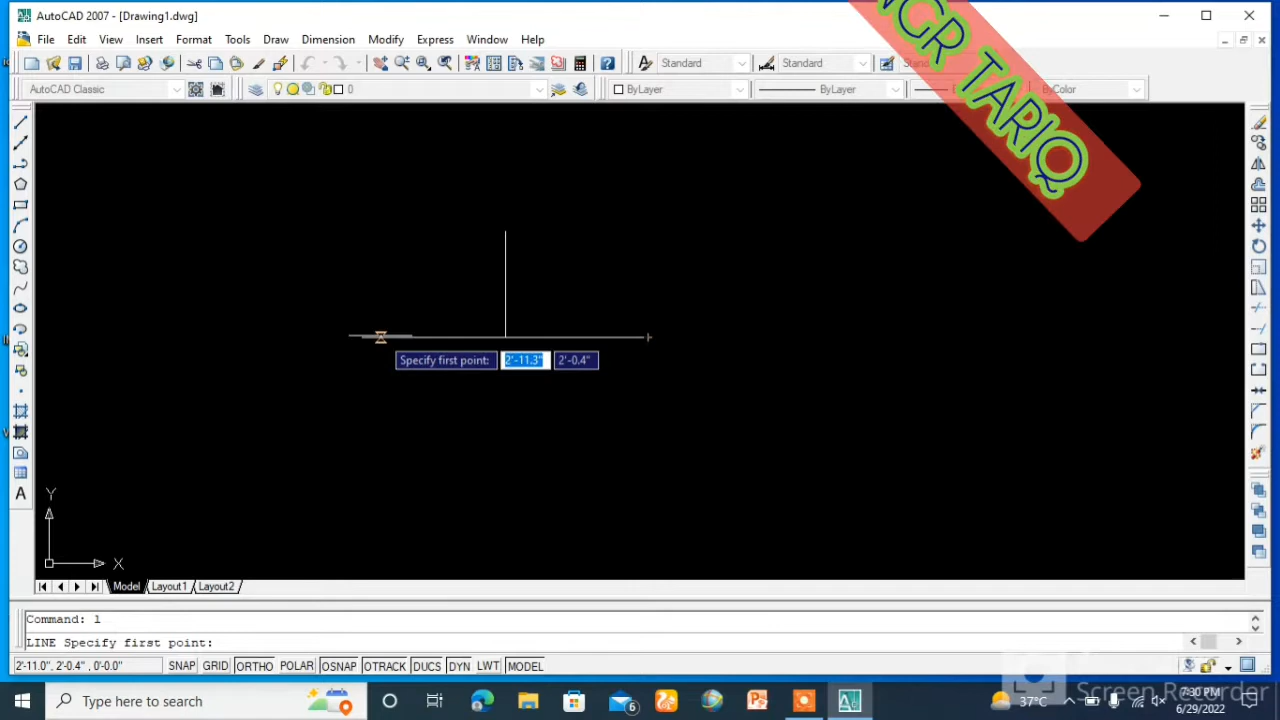 AutoCAD 2007 - [Drawing1.dwg]
NGR TARIQ
File Edit View Insert Format Tools Draw Dimension Modify Express Window Help
Standard Standard Stan
AutoCAD Classic 0 ByLayer ByLayer ByColor
Specify first point: 2'-11.3" 2'-0.4"
Y
X
A
Model Layout1 Layout2
Command: l
LINE Specify first point:
2'-11.0", 2'-0.4" , 0'-0.0" SNAP GRID ORTHO POLAR OSNAP OTRACK DUCS DYN LWT MODEL
Screen Recorder
Type here to search 6 37°C 7:30 PM
6/29/2022